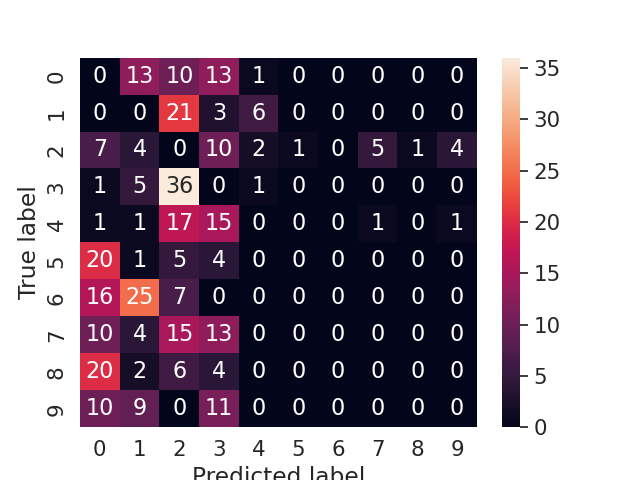 0 0 13 10 13 1 0 0 0 0 0
1 0 0 21 3 6 0 0 0 0 0
2 7 4 0 10 2 1 0 5 1 4
3 1 5 36 0 1 0 0 0 0 0
4 1 1 17 15 0 0 0 1 0 1
5 20 1 5 4 0 0 0 0 0 0
6 16 25 7 0 0 0 0 0 0 0
7 10 4 15 13 0 0 0 0 0 0
8 20 2 6 4 0 0 0 0 0 0
9 10 9 0 11 0 0 0 0 0 0
0 1 2 3 4 5 6 7 8 9
Predicted label
True label
35
30
25
20
15
10
5
0